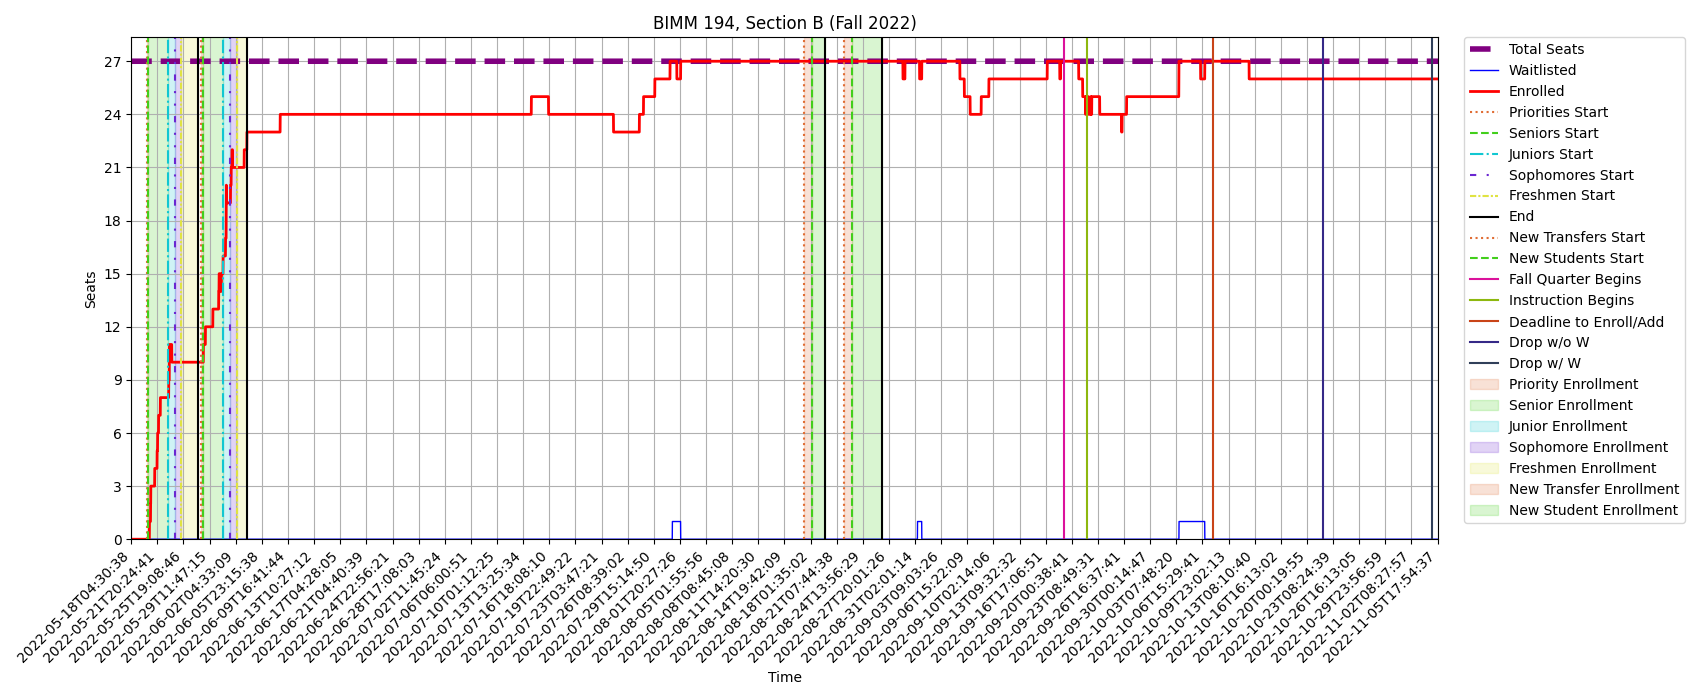 BIMM 194, Section B (Fall 2022)
27
24
21
18
15
12
9
6
3
0
Seats
2022-05-18T04:30:38
2022-05-21T20:24:41
2022-05-25T19:08:46
2022-05-29T11:47:15
2022-06-02T04:33:09
2022-06-05T23:15:38
2022-06-09T16:41:44
2022-06-13T10:27:12
2022-06-17T04:28:05
2022-06-21T04:40:39
2022-06-24T22:56:21
2022-06-28T17:08:03
2022-07-02T11:45:24
2022-07-06T06:00:51
2022-07-10T01:12:25
2022-07-13T13:25:34
2022-07-16T18:08:10
2022-07-19T22:49:22
2022-07-23T03:47:21
2022-07-26T08:39:02
2022-07-29T15:14:50
2022-08-01T20:27:26
2022-08-05T01:55:56
2022-08-08T08:45:08
2022-08-11T14:20:30
2022-08-14T19:42:09
2022-08-18T01:35:02
2022-08-21T07:44:38
2022-08-24T13:56:29
2022-08-27T20:01:26
2022-08-31T02:01:14
2022-09-03T09:03:26
2022-09-06T15:22:09
2022-09-10T02:14:06
2022-09-13T09:32:32
2022-09-16T17:06:51
2022-09-20T00:38:41
2022-09-23T08:49:31
2022-09-26T16:37:41
2022-09-30T00:14:47
2022-10-03T07:48:20
2022-10-06T15:29:41
2022-10-09T23:02:13
2022-10-13T08:10:40
2022-10-16T16:13:02
2022-10-20T00:19:55
2022-10-23T08:24:39
2022-10-26T16:13:05
2022-10-29T23:56:59
2022-11-02T08:27:57
2022-11-05T17:54:37
Time
Total Seats
Waitlisted
Enrolled
Priorities Start
Seniors Start
Juniors Start
Sophomores Start
Freshmen Start
End
New Transfers Start
New Students Start
Fall Quarter Begins
Instruction Begins
Deadline to Enroll/Add
Drop w/o W
Drop w/ W
Priority Enrollment
Senior Enrollment
Junior Enrollment
Sophomore Enrollment
Freshmen Enrollment
New Transfer Enrollment
New Student Enrollment